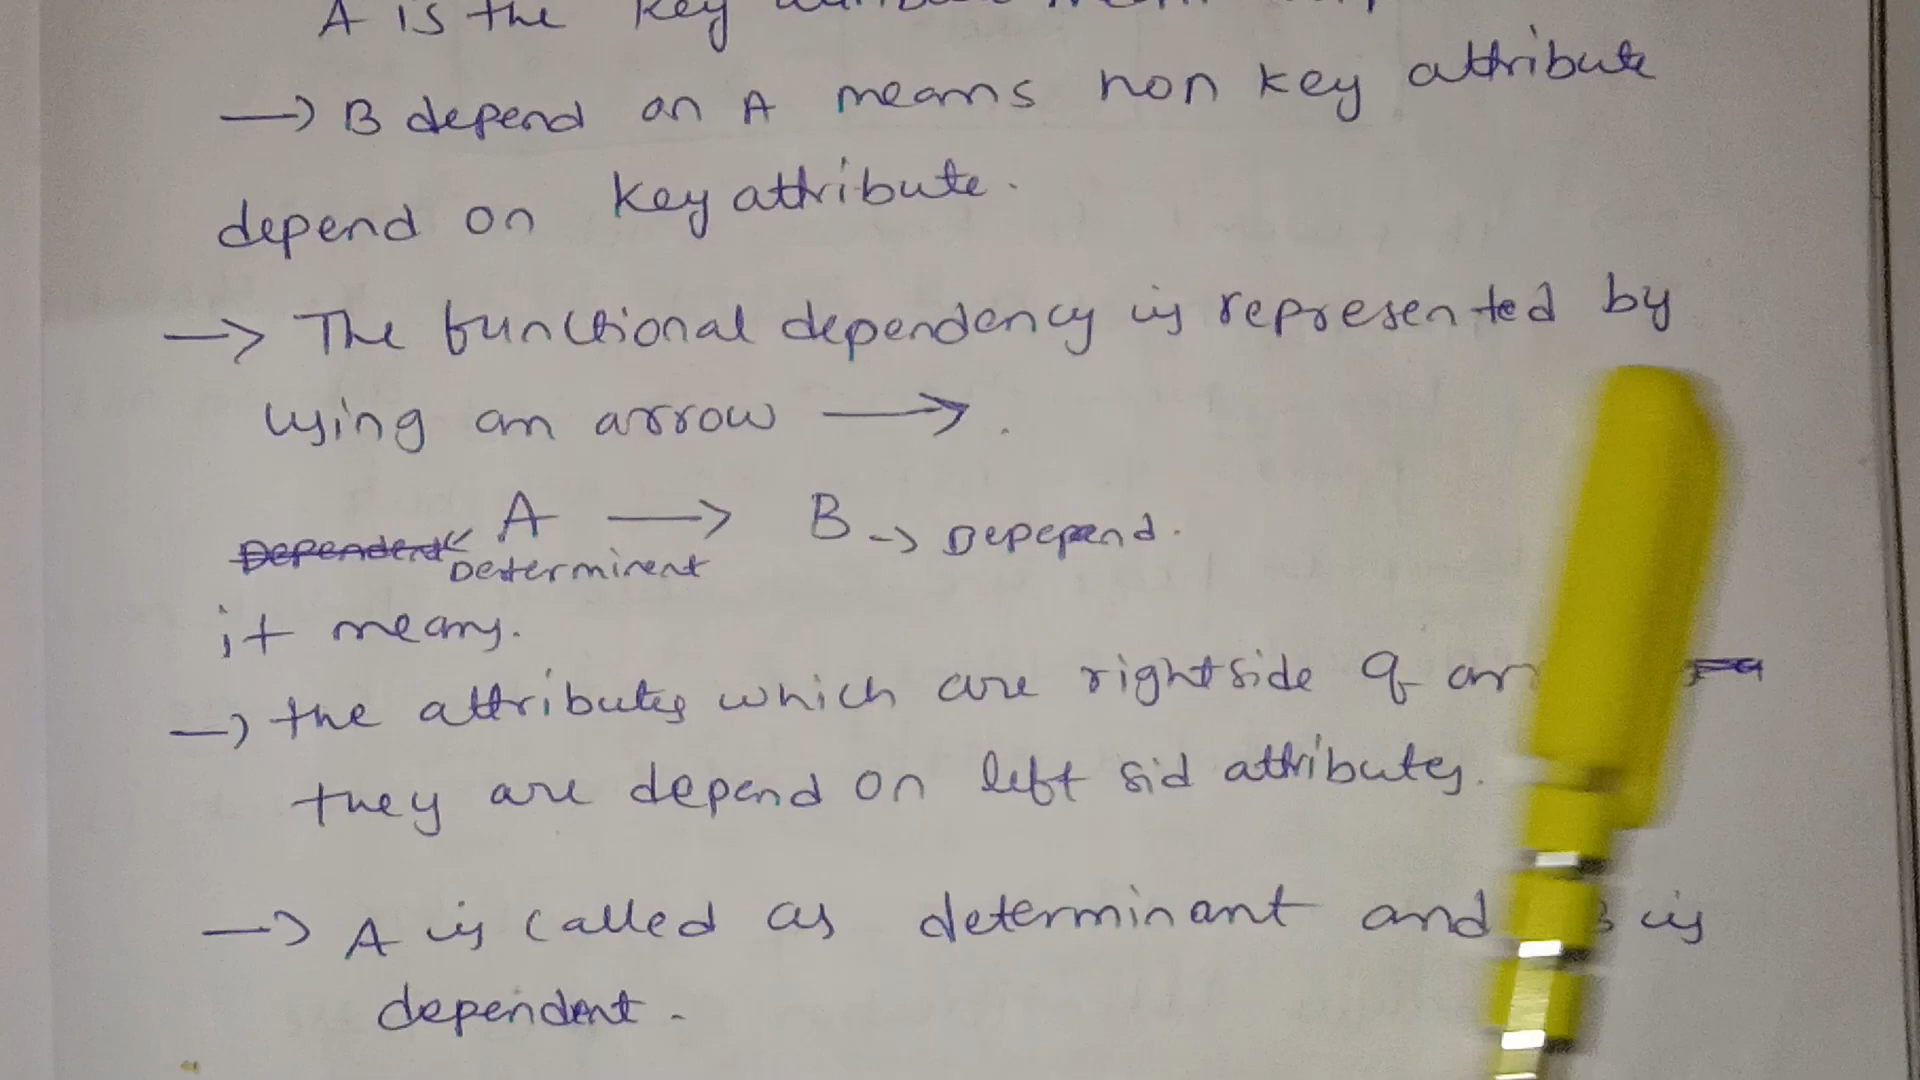 A is the key
→ B depend on A means non key attribute
depend on key attribute.
→ The functional dependency is represented by
using an arrow →.
A → B → Depepend.
Dependent Determinent
it means.
→ the attributes which are rightside of
they are depend on left sid attributes.
→ A is called as determinant and B is
dependent.